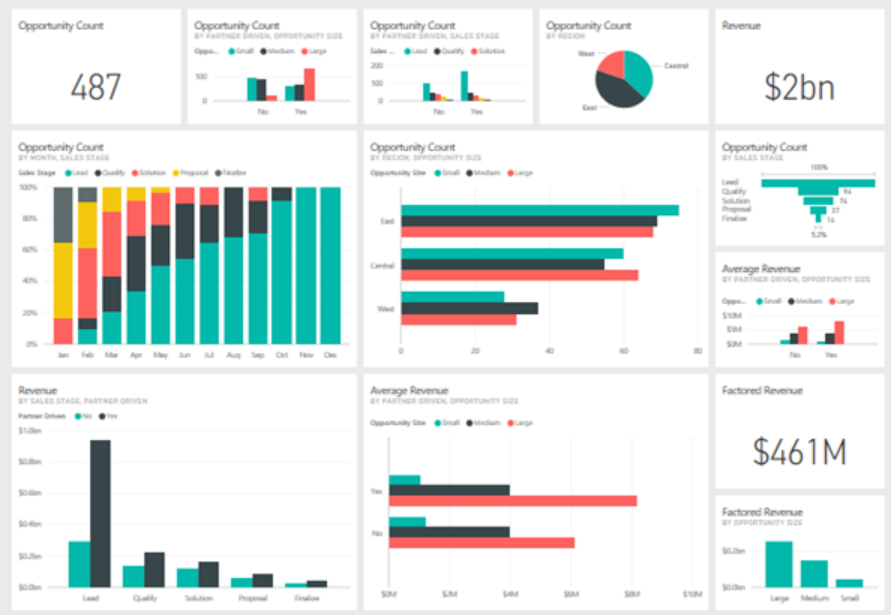 Opportunity Count
487
Opportunity Count
BY PARTNER DRIVEN, OPPORTUNITY SIZE
Oppo... Small Medium Large
100
0
No Yes
Opportunity Count
BY PARTNER DRIVEN, SALES STAGE
Sales ... Lead Qualify Solution
200
100
0
No Yes
Opportunity Count
BY REGION
West
Central
East
Revenue
$2bn
Opportunity Count
BY MONTH, SALES STAGE
Sales Stage Lead Qualify Solution Proposal Finalize
100%
80%
60%
40%
20%
0%
Jan Feb Mar Apr May Jun Jul Aug Sep Oct Nov Dec
Opportunity Count
BY REGION, OPPORTUNITY SIZE
Opportunity Size Small Medium Large
East
Central
West
0 20 40 60 80
Opportunity Count
BY SALES STAGE
100%
Lead
Qualify 94
Solution 74
Proposal 37
Finalize 14
5.2%
Average Revenue
BY PARTNER DRIVEN, OPPORTUNITY SIZE
Oppo... Small Medium Large
$10M
$5M
$0M
No Yes
Revenue
BY SALES STAGE, PARTNER DRIVEN
Partner Driven No Yes
$1.0bn
$0.8bn
$0.6bn
$0.4bn
$0.2bn
$0.0bn
Lead Qualify Solution Proposal Finalize
Average Revenue
BY PARTNER DRIVEN, OPPORTUNITY SIZE
Opportunity Size Small Medium Large
Yes
No
$0M $2M $4M $6M $8M $10M
Factored Revenue
$461M
Factored Revenue
BY OPPORTUNITY SIZE
$0.2bn
$0.0bn
Large Medium Small